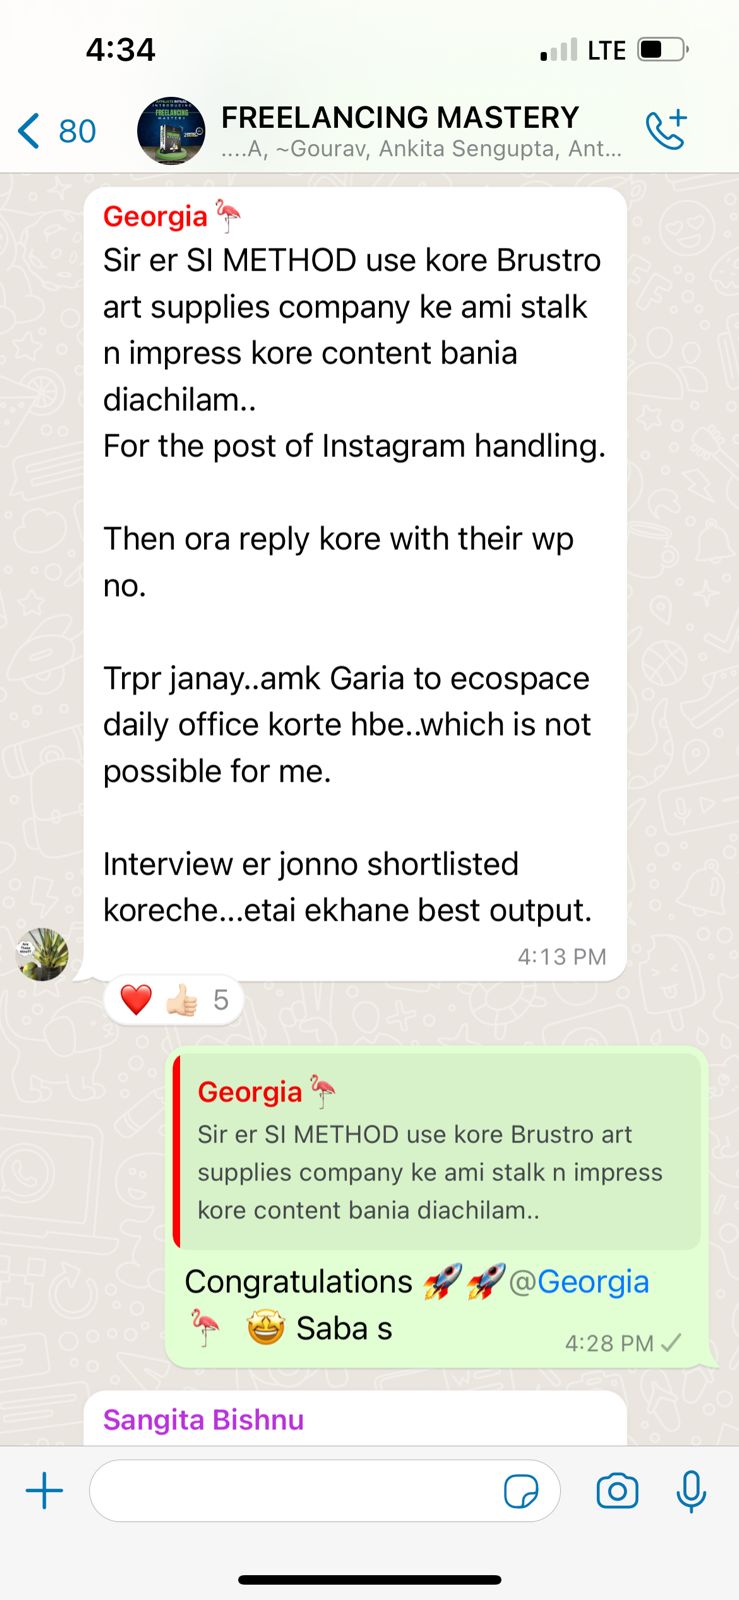 4:34
LTE
80
FREELANCING MASTERY
....A, ~Gourav, Ankita Sengupta, Ant...
Georgia🦩
Sir er SI METHOD use kore Brustro
art supplies company ke ami stalk
n impress kore content bania
diachilam..
For the post of Instagram handling.
Then ora reply kore with their wp
no.
Trpr janay..amk Garia to ecospace
daily office korte hbe..which is not
possible for me.
Interview er jonno shortlisted
koreche...etai ekhane best output.
4:13 PM
❤️ 👍🏻 5
Georgia🦩
Sir er SI METHOD use kore Brustro art
supplies company ke ami stalk n impress
kore content bania diachilam..
Congratulations 🚀🚀@Georgia
🦩 🤩 Saba s
4:28 PM
Sangita Bishnu